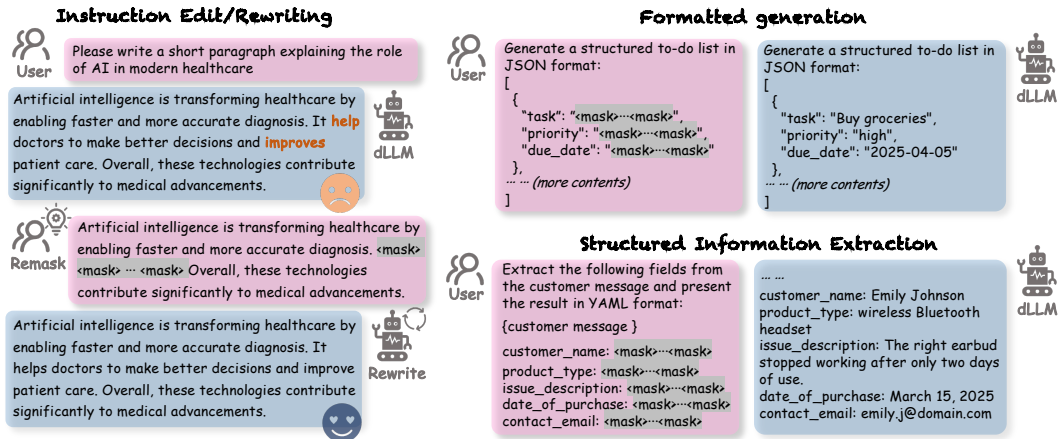 Instruction Edit/Rewriting
User
Please write a short paragraph explaining the role
of AI in modern healthcare
Artificial intelligence is transforming healthcare by
enabling faster and more accurate diagnosis. It help
doctors to make better decisions and improves
patient care. Overall, these technologies contribute
significantly to medical advancements.
dLLM
Remask
Artificial intelligence is transforming healthcare by
enabling faster and more accurate diagnosis. <mask>
<mask> ... <mask> Overall, these technologies
contribute significantly to medical advancements.
Artificial intelligence is transforming healthcare by
enabling faster and more accurate diagnosis. It
helps doctors to make better decisions and improve
patient care. Overall, these technologies contribute
significantly to medical advancements.
Rewrite
Formatted generation
User
Generate a structured to-do list in
JSON format:
[
{
"task": "<mask>...<mask>",
"priority": "<mask>...<mask>",
"due_date": "<mask>...<mask>"
},
... ... (more contents)
]
Generate a structured to-do list in
JSON format:
[
{
"task": "Buy groceries",
"priority": "high",
"due_date": "2025-04-05"
},
... ... (more contents)
]
dLLM
Structured Information Extraction
User
Extract the following fields from
the customer message and present
the result in YAML format:
{customer message }
customer_name: <mask>...<mask>
product_type: <mask>...<mask>
issue_description: <mask>...<mask>
date_of_purchase: <mask>...<mask>
contact_email: <mask>...<mask>
... ...
customer_name: Emily Johnson
product_type: wireless Bluetooth
headset
issue_description: The right earbud
stopped working after only two days
of use.
date_of_purchase: March 15, 2025
contact_email: emily.j@domain.com
dLLM